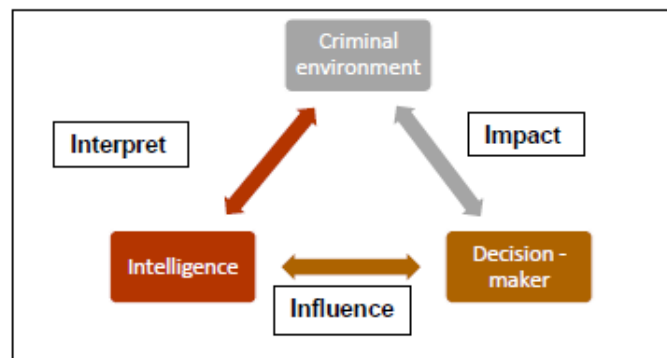 Criminal
environment
Interpret
Impact
Intelligence
Decision -
maker
Influence